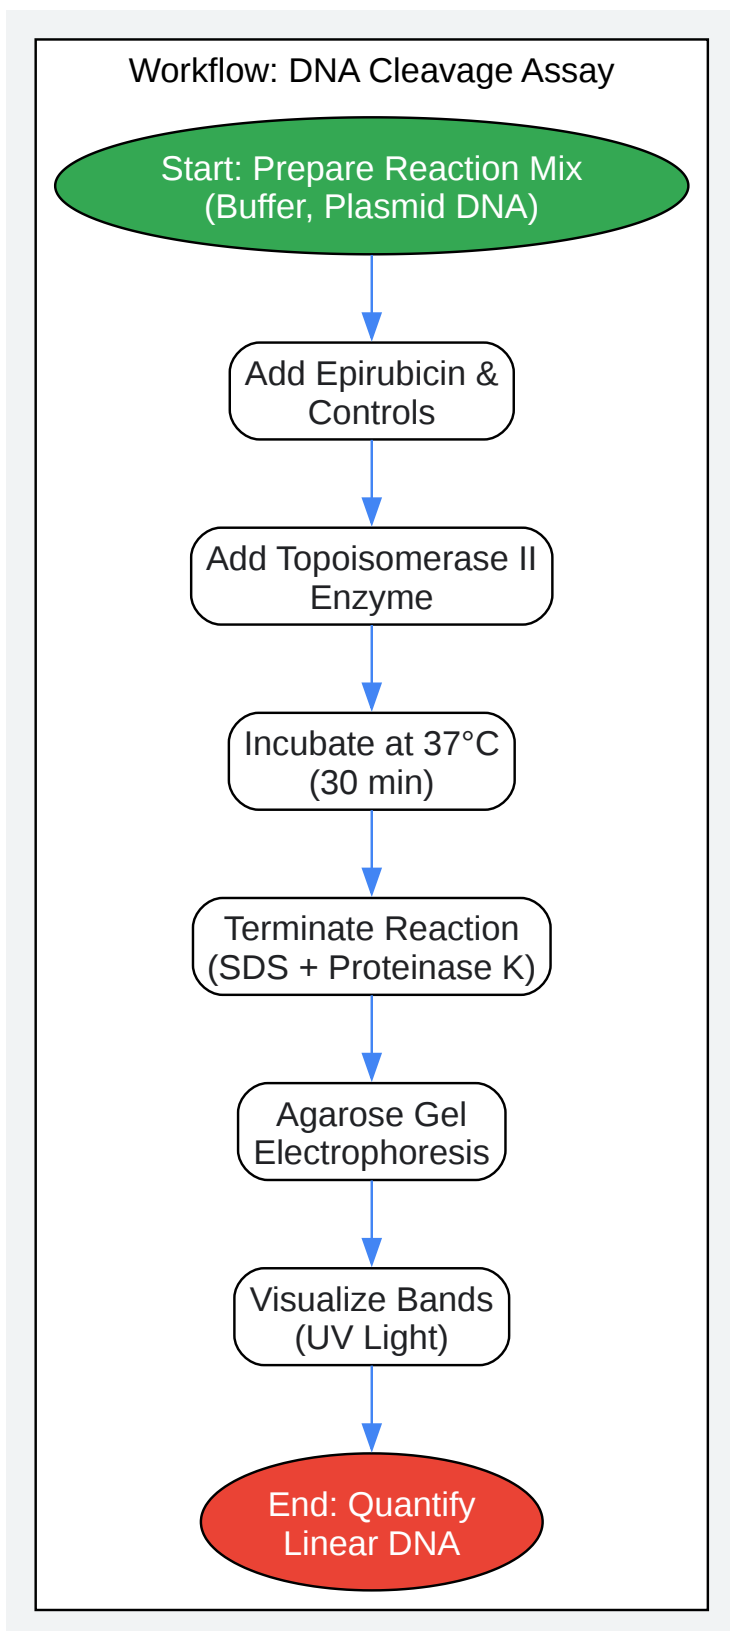 Workflow: DNA Cleavage Assay
Start: Prepare Reaction Mix
(Buffer, Plasmid DNA)
Add Epirubicin &
Controls
Add Topoisomerase II
Enzyme
Incubate at 37°C
(30 min)
Terminate Reaction
(SDS + Proteinase K)
Agarose Gel
Electrophoresis
Visualize Bands
(UV Light)
End: Quantify
Linear DNA